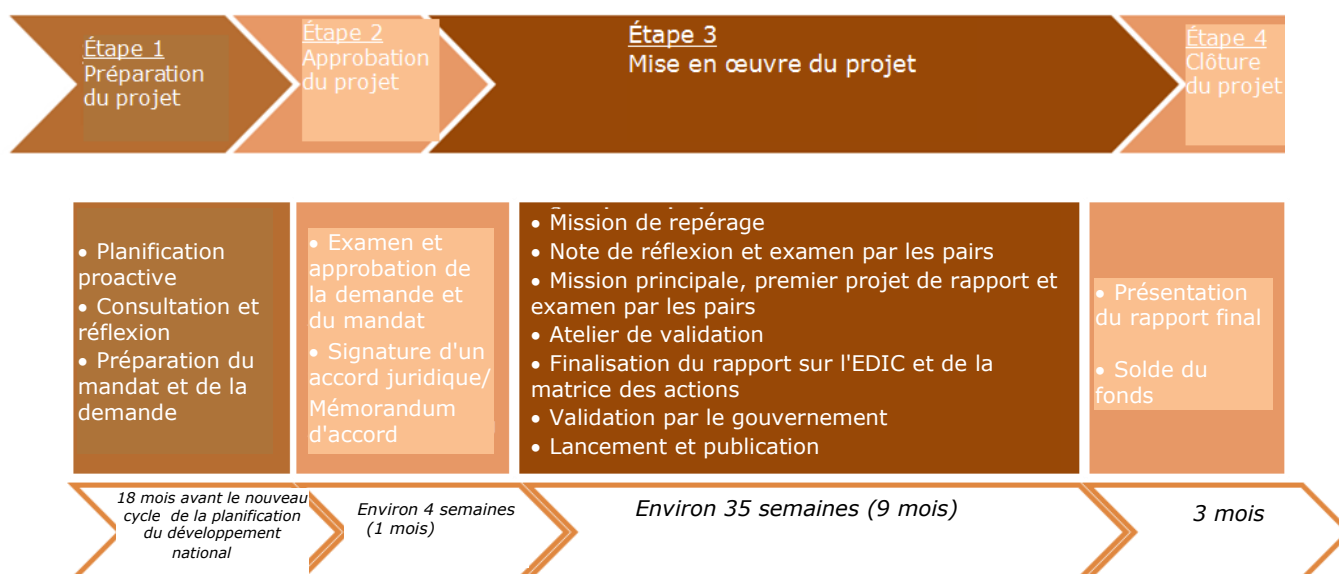 Étape 1
Préparation
du projet
Étape 2
Approbation
du projet
Étape 3
Mise en œuvre du projet
Étape 4
Clôture
du projet
• Planification
proactive
• Consultation et
réflexion
• Préparation du
mandat et de la
demande
• Examen et
approbation de
la demande et
du mandat
• Signature d'un
accord juridique/
Mémorandum
d'accord
• Mission de repérage
• Note de réflexion et examen par les pairs
• Mission principale, premier projet de rapport et
examen par les pairs
• Atelier de validation
• Finalisation du rapport sur l'EDIC et de la
matrice des actions
• Validation par le gouvernement
• Lancement et publication
• Présentation
du rapport final
• Solde du
fonds
18 mois avant le nouveau
cycle de la planification
du développement
national
Environ 4 semaines
(1 mois)
Environ 35 semaines (9 mois)
3 mois